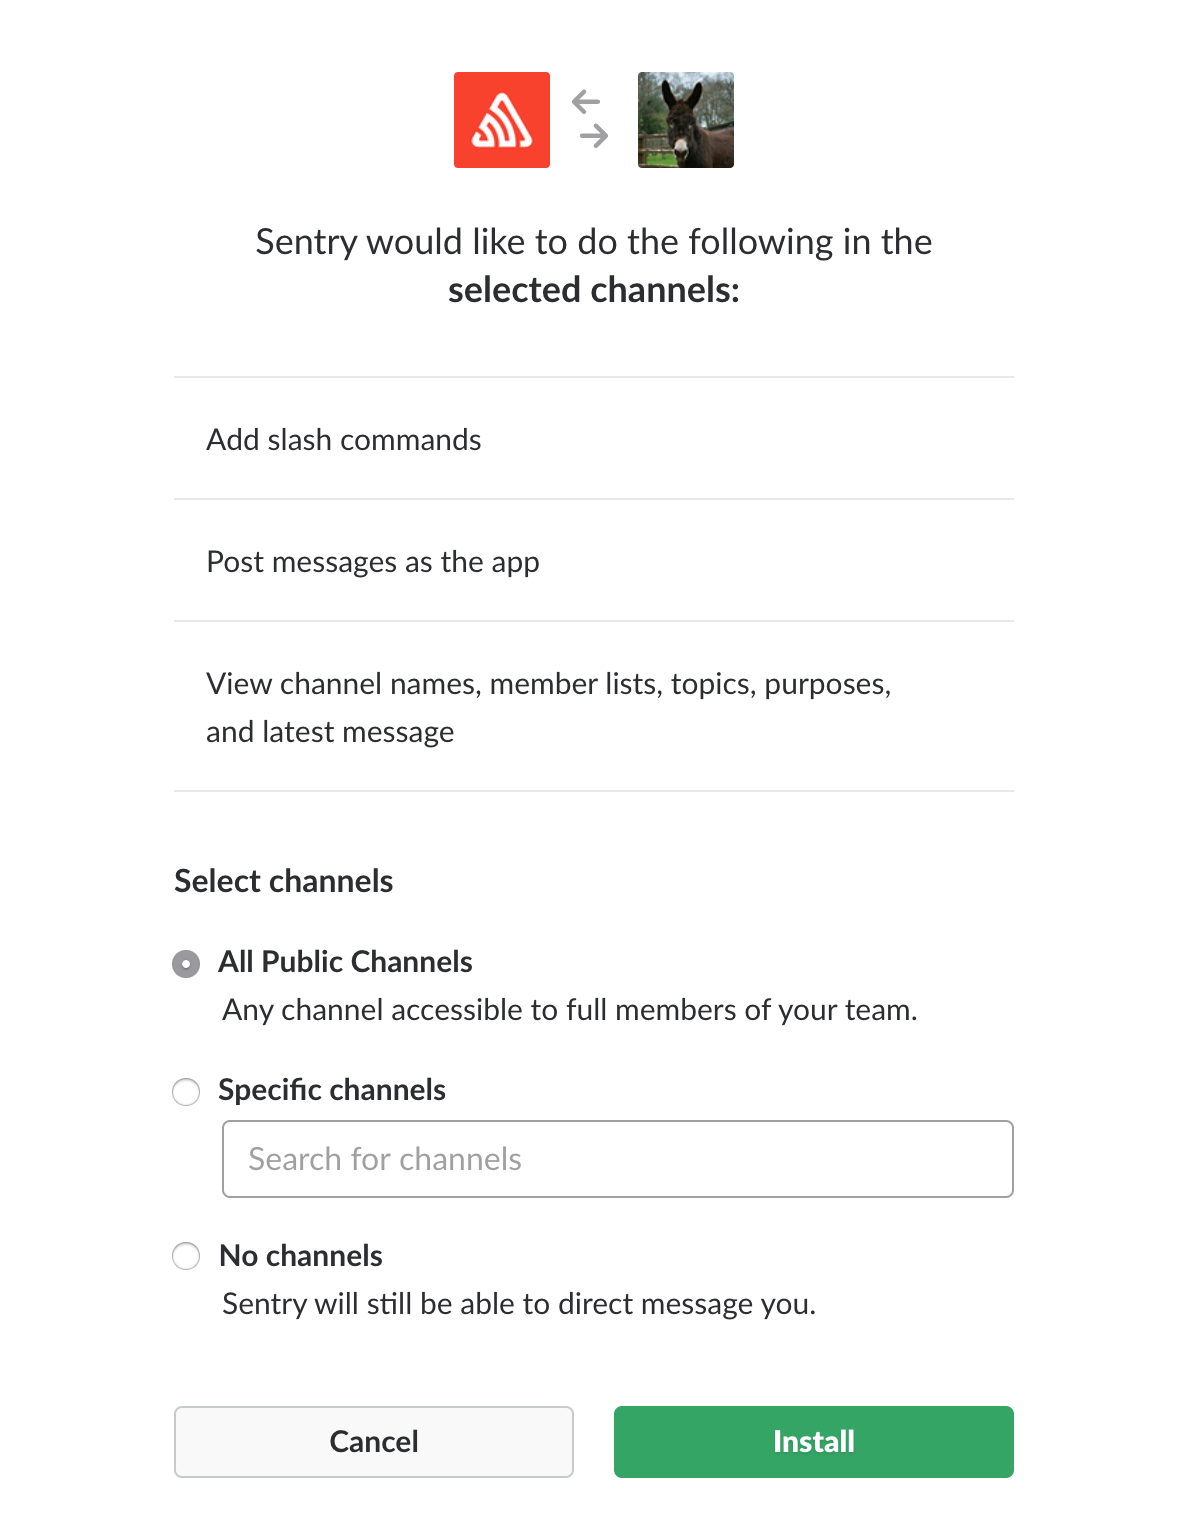 Sentry would like to do the following in the
selected channels:
Add slash commands
Post messages as the app
View channel names, member lists, topics, purposes,
and latest message
Select channels
All Public Channels
Any channel accessible to full members of your team.
Specific channels
Search for channels
No channels
Sentry will still be able to direct message you.
Cancel
Install